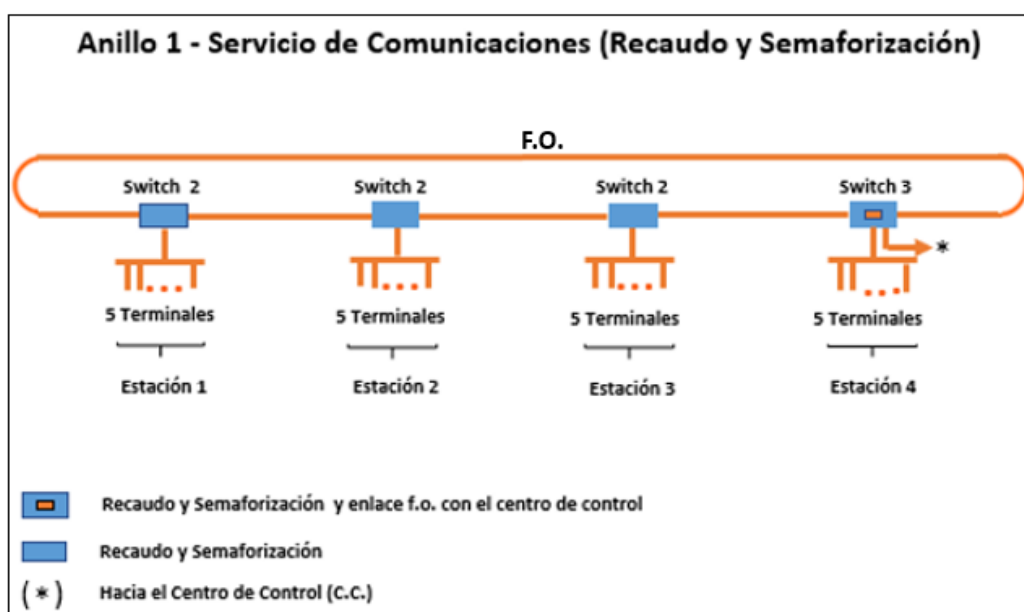 Anillo 1 - Servicio de Comunicaciones (Recaudo y Semaforización)
F.O.
Switch 2
Switch 2
Switch 2
Switch 3
*
5 Terminales
5 Terminales
5 Terminales
5 Terminales
Estación 1
Estación 2
Estación 3
Estación 4
Recaudo y Semaforización y enlace f.o. con el centro de control
Recaudo y Semaforización
(*) Hacia el Centro de Control (C.C.)